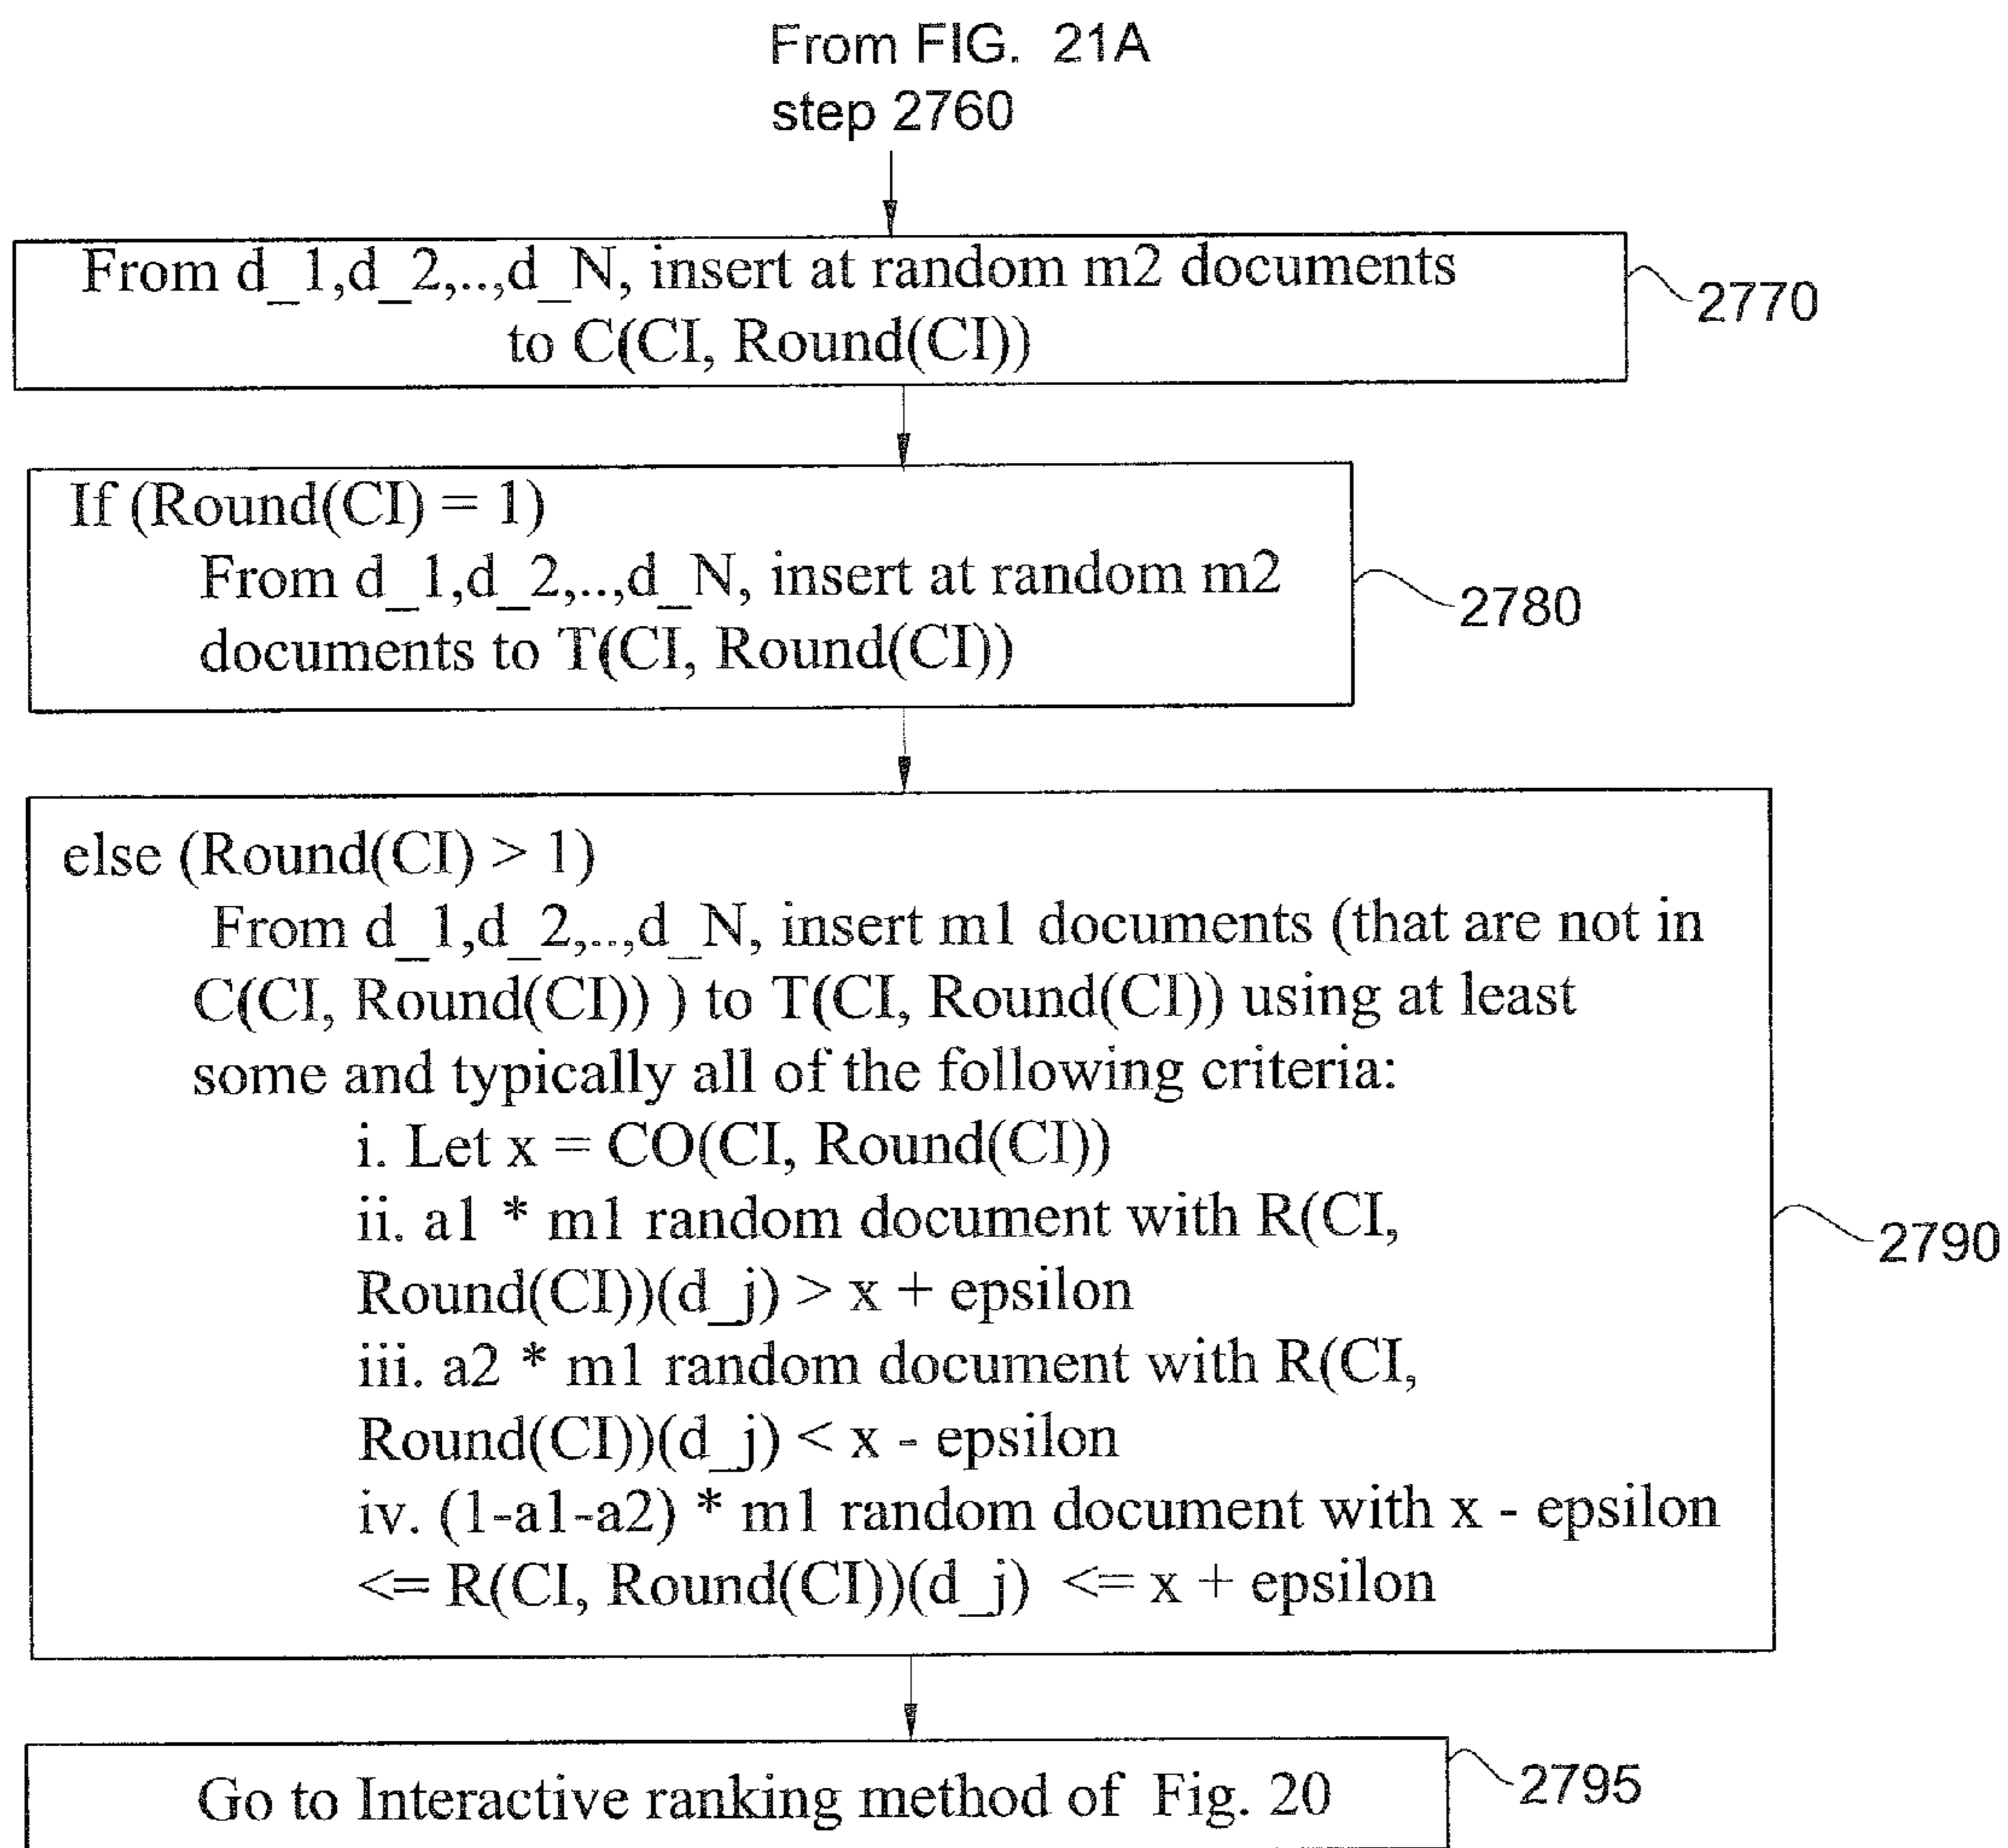 From FIG. 21A
step 2760
From d_1,d_2,..,d_N, insert at random m2 documents
to C(CI, Round(CI))
2770
If (Round(CI) = 1)
From d_1,d_2,..,d_N, insert at random m2
documents to T(CI, Round(CI))
2780
else (Round(CI) > 1)
From d_1,d_2,..,d_N, insert m1 documents (that are not in
C(CI, Round(CI)) ) to T(CI, Round(CI)) using at least
some and typically all of the following criteria:
i. Let x = CO(CI, Round(CI))
ii. a1 * m1 random document with R(CI,
Round(CI))(d_j) > x + epsilon
iii. a2 * m1 random document with R(CI,
Round(CI))(d_j) < x - epsilon
iv. (1-a1-a2) * m1 random document with x - epsilon
<= R(CI, Round(CI))(d_j) <= x + epsilon
2790
Go to Interactive ranking method of Fig. 20
2795